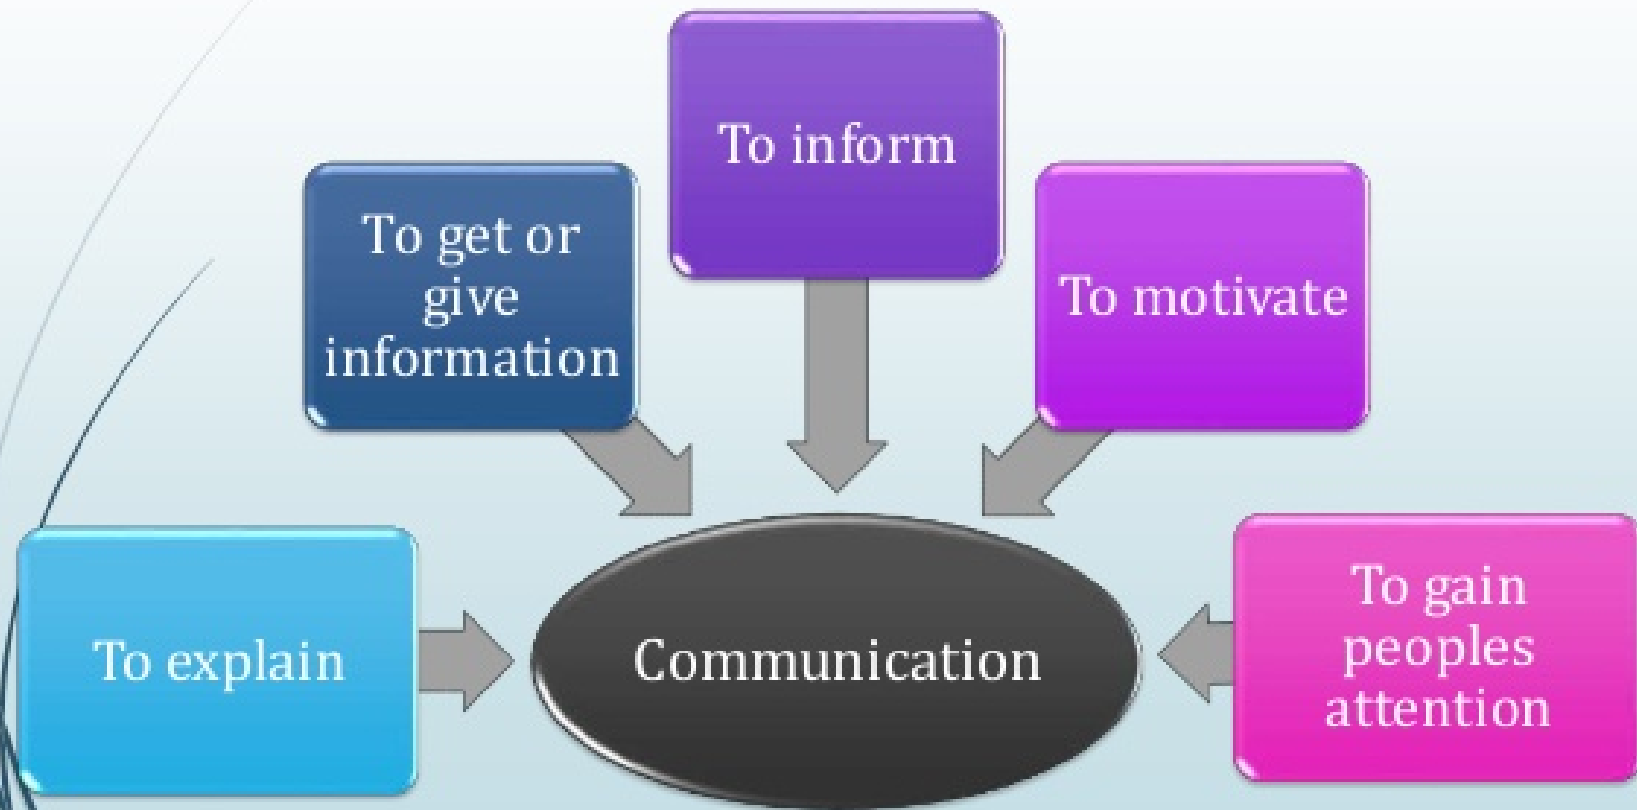 To inform
To get or
give
information
To motivate
To explain
Communication
To gain
peoples
attention